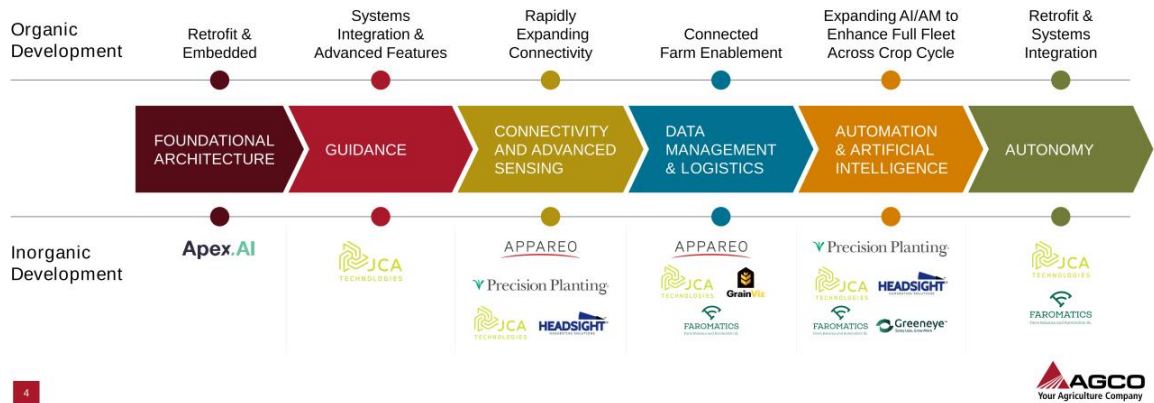 Organic
Development
Retrofit &
Embedded
Systems
Integration &
Advanced Features
Rapidly
Expanding
Connectivity
Connected
Farm Enablement
Expanding AI/AM to
Enhance Full Fleet
Across Crop Cycle
Retrofit &
Systems
Integration
FOUNDATIONAL
ARCHITECTURE
GUIDANCE
CONNECTIVITY
AND ADVANCED
SENSING
DATA
MANAGEMENT
& LOGISTICS
AUTOMATION
& ARTIFICIAL
INTELLIGENCE
AUTONOMY
Inorganic
Development
Apex.AI
JCA
TECHNOLOGIES
APPAREO
Precision Planting
JCA
TECHNOLOGIES
HEADSIGHT
APPAREO
JCA
TECHNOLOGIES
GrainViz
FAROMATICS
Precision Planting
JCA
TECHNOLOGIES
HEADSIGHT
FAROMATICS
Greeneye
JCA
TECHNOLOGIES
FAROMATICS
4
AGCO
Your Agriculture Company